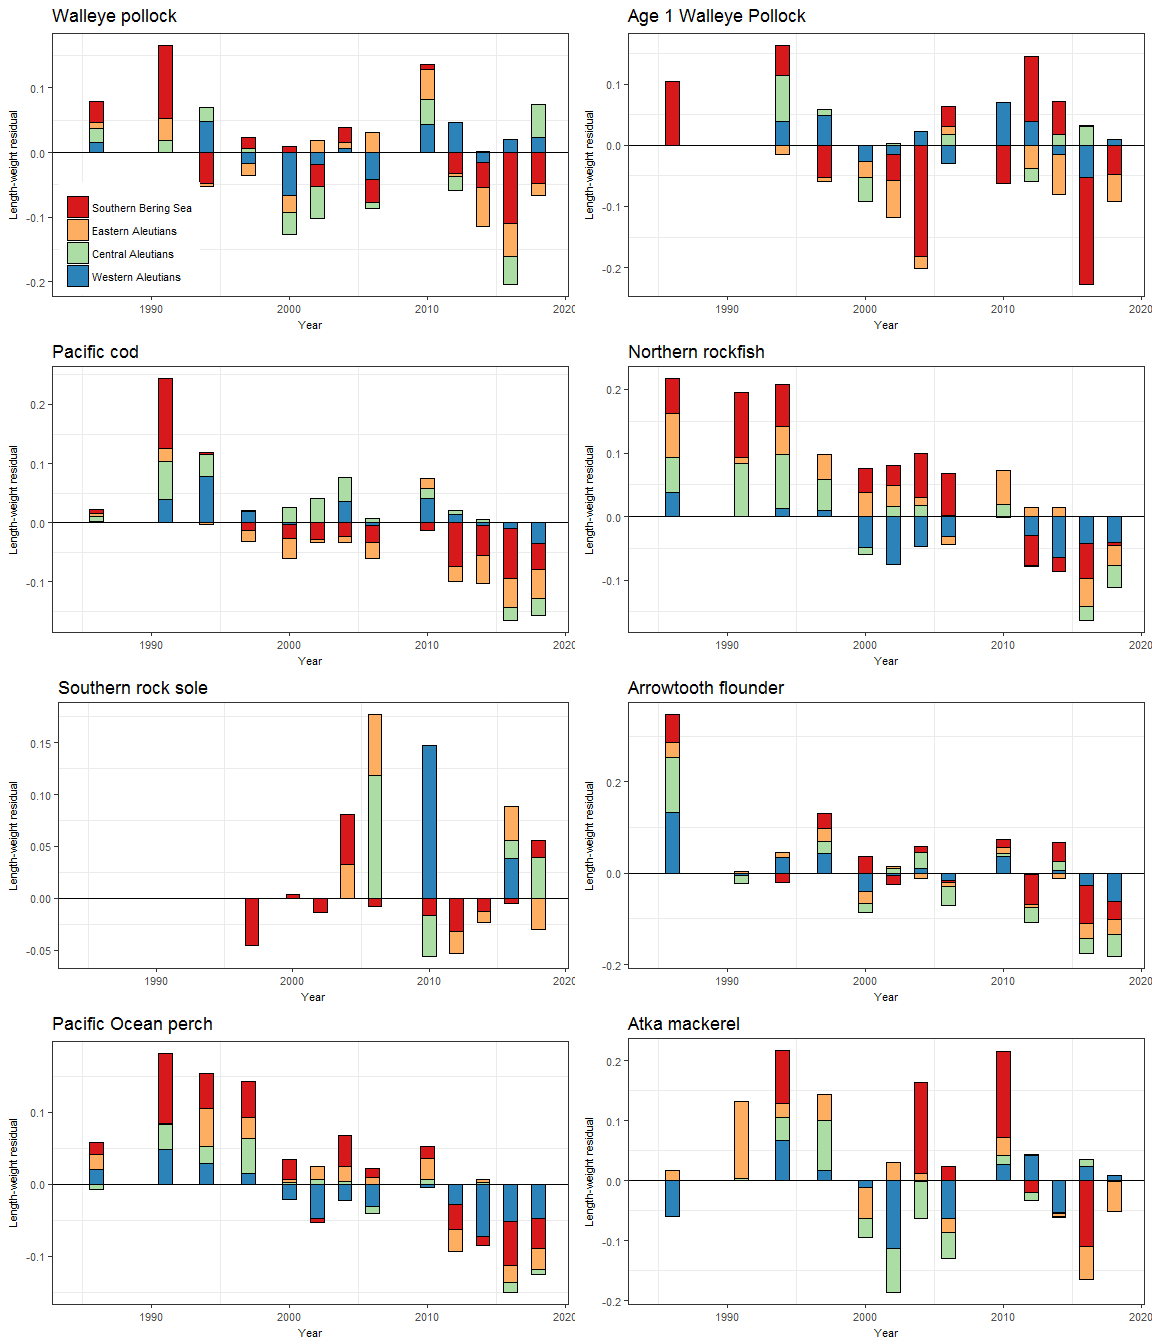 Walleye pollock
0.1
0.0
-0.1
-0.2
Length-weight residual
Southern Bering Sea
Eastern Aleutians
Central Aleutians
Western Aleutians
1990
2000
2010
2020
Year
Age 1 Walleye Pollock
0.1
0.0
-0.1
-0.2
Length-weight residual
1990
2000
2010
2020
Year
Pacific cod
0.2
0.1
0.0
-0.1
Length-weight residual
1990
2000
2010
2020
Year
Northern rockfish
0.2
0.1
0.0
-0.1
Length-weight residual
1990
2000
2010
2020
Year
Southern rock sole
0.15
0.10
0.05
0.00
-0.05
Length-weight residual
1990
2000
2010
2020
Year
Arrowtooth flounder
0.2
0.0
-0.2
Length-weight residual
1990
2000
2010
2020
Year
Pacific Ocean perch
0.1
0.0
-0.1
Length-weight residual
1990
2000
2010
2020
Year
Atka mackerel
0.2
0.1
0.0
-0.1
-0.2
Length-weight residual
1990
2000
2010
2020
Year